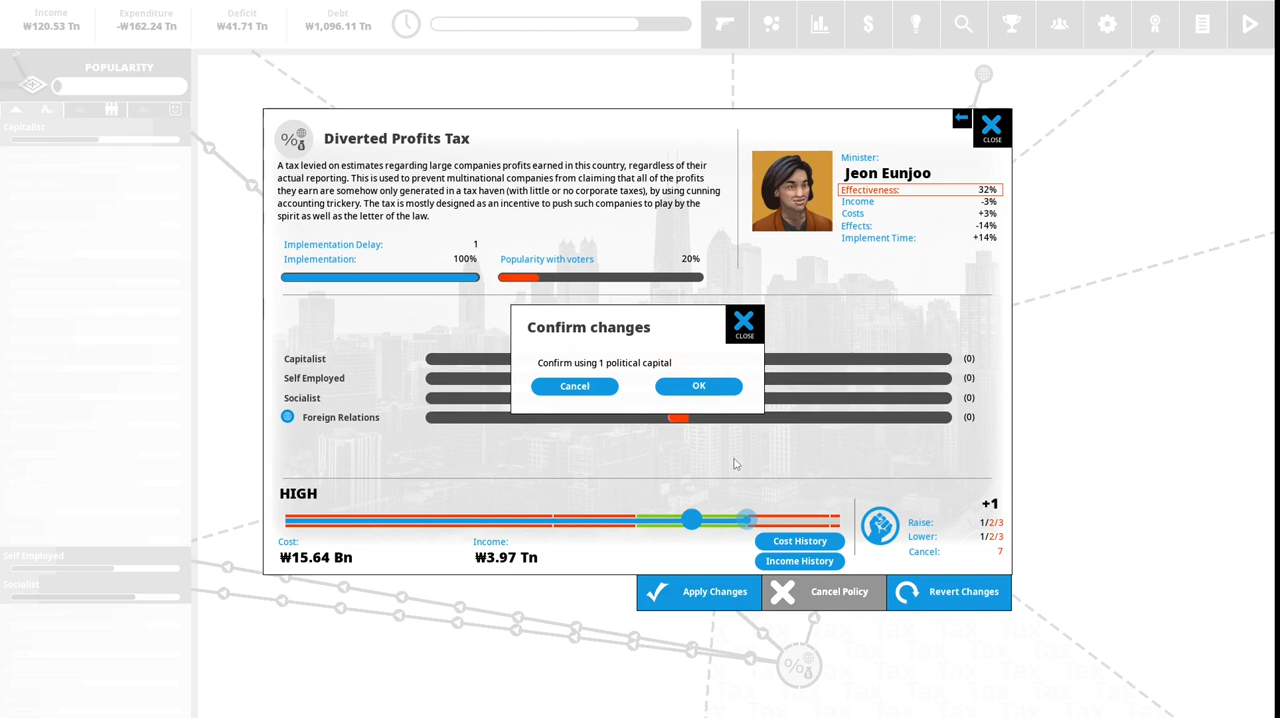 Income Expenditure Deficit Debt
₩120.53 Tn -₩162.24 Tn ₩41.71 Tn ₩1,096.11 Tn
POPULARITY
Capitalist
Self Employed
Socialist
CLOSE
Diverted Profits Tax
A tax levied on estimates regarding large companies profits earned in this country, regardless of their
actual reporting. This is used to prevent multinational companies from claiming that all of the profits
they earn are somehow only generated in a tax haven (with little or no corporate taxes), by using cunning
accounting trickery. The tax is mostly designed as an incentive to push such companies to play by the
spirit as well as the letter of the law.
Minister:
Jeon Eunjoo
Effectiveness: 32%
Income -3%
Costs +3%
Effects: -14%
Implement Time: +14%
Implementation Delay: 1
Implementation: 100% Popularity with voters 20%
Confirm changes
CLOSE
Confirm using 1 political capital
Cancel OK
Capitalist (0)
Self Employed (0)
Socialist (0)
Foreign Relations (0)
HIGH
+1
Raise: 1/2/3
Lower: 1/2/3
Cancel: 7
Cost: Income:
₩15.64 Bn ₩3.97 Tn
Cost History
Income History
Apply Changes Cancel Policy Revert Changes
Tax Tax Tax Tax